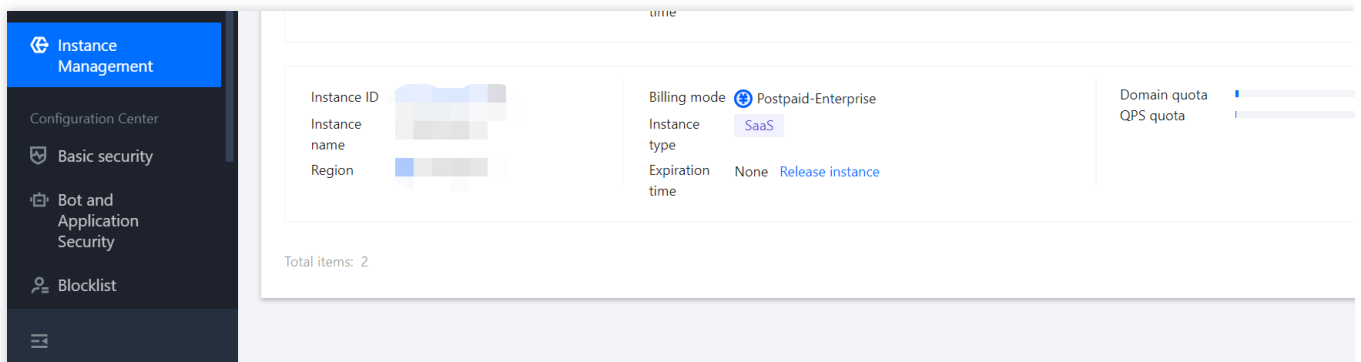 time
Instance
Management
Configuration Center
Basic security
Bot and
Application
Security
Blocklist
Instance ID
Instance
name
Region
Billing mode Postpaid-Enterprise
Instance
type
SaaS
Expiration
time
None Release instance
Domain quota
QPS quota
Total items: 2